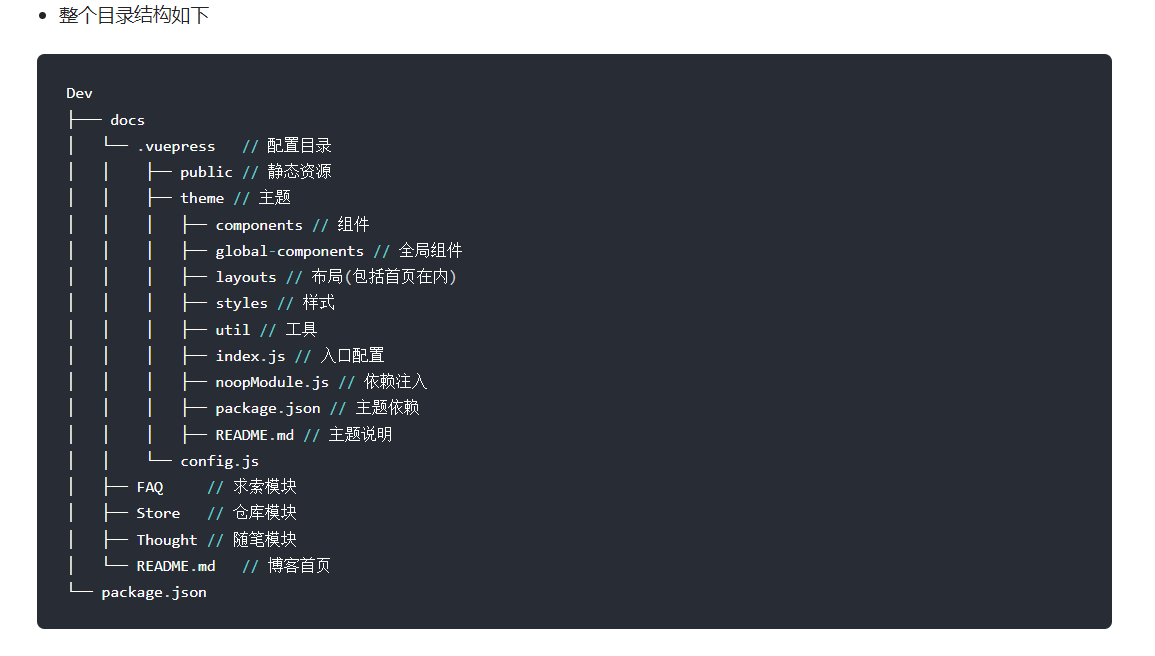 • 整个目录结构如下
Dev
├── docs
│   └── .vuepress   // 配置目录
│   │    ├── public // 静态资源
│   │    ├── theme // 主题
│   │    │   ├── components // 组件
│   │    │   ├── global-components // 全局组件
│   │    │   ├── layouts // 布局(包括首页在内)
│   │    │   ├── styles // 样式
│   │    │   ├── util // 工具
│   │    │   ├── index.js // 入口配置
│   │    │   ├── noopModule.js // 依赖注入
│   │    │   ├── package.json // 主题依赖
│   │    │   ├── README.md // 主题说明
│   │    └── config.js
│   ├── FAQ     // 求索模块
│   ├── Store   // 仓库模块
│   ├── Thought // 随笔模块
│   └── README.md   // 博客首页
└── package.json